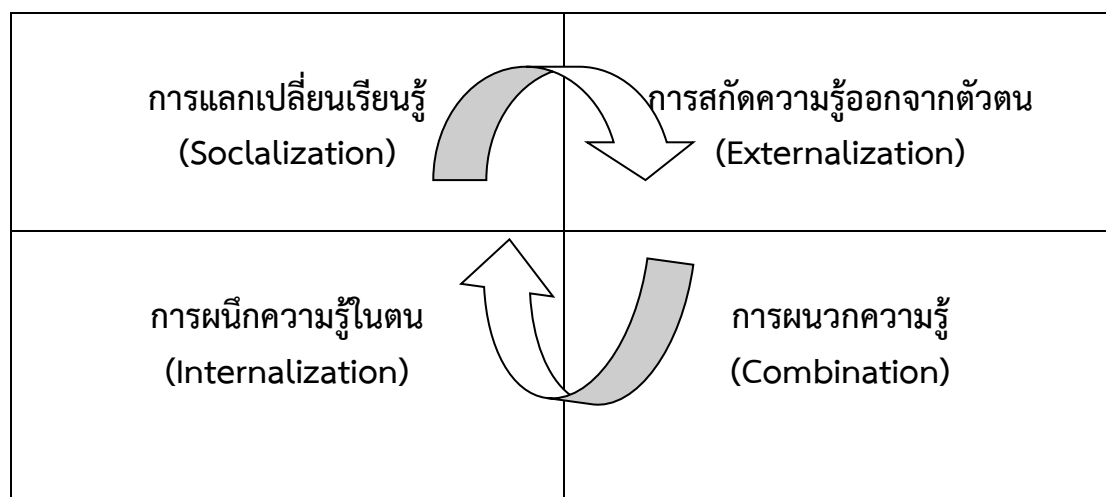 การแลกเปลี่ยนเรียนรู้
(Soclalization)
การสกัดความรู้ออกจากตัวตน
(Externalization)
การผนึกความรู้ในตน
(Internalization)
การผนวกความรู้
(Combination)